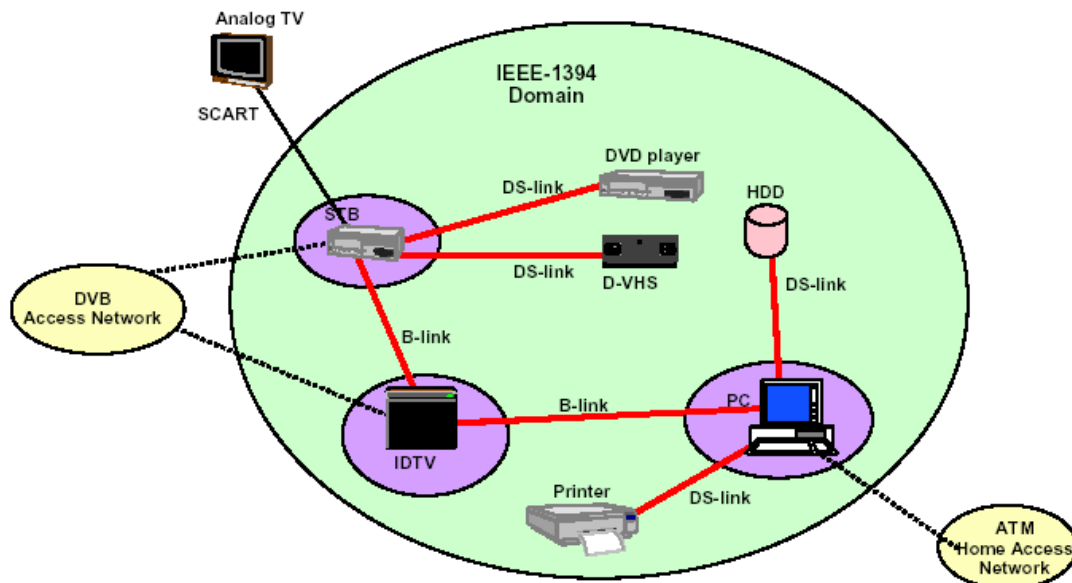 Analog TV
SCART
IEEE-1394
Domain
DVD player
DS-link
HDD
STB
DS-link
D-VHS
DS-link
DVB
Access Network
B-link
B-link
PC
IDTV
Printer
DS-link
ATM
Home Access
Network